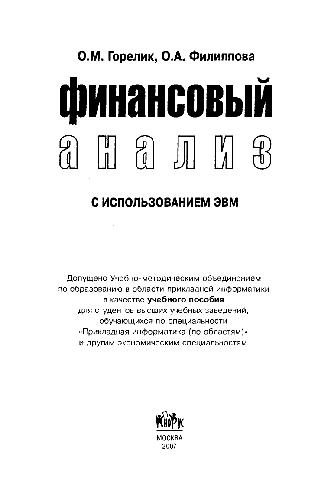 О.М. Горелик, О.А. Филиппова
ФИНАНСОВЫЙ
АНАЛИЗ
С ИСПОЛЬЗОВАНИЕМ ЭВМ
Допущено Учебно-методическим объединением
по образованию в области прикладной информатики
в качестве учебного пособия
для студентов высших учебных заведений,
обучающихся по специальности
«Прикладная информатика (по областям)»
и другим экономическим специальностям
КНОРУС
МОСКВА
2007